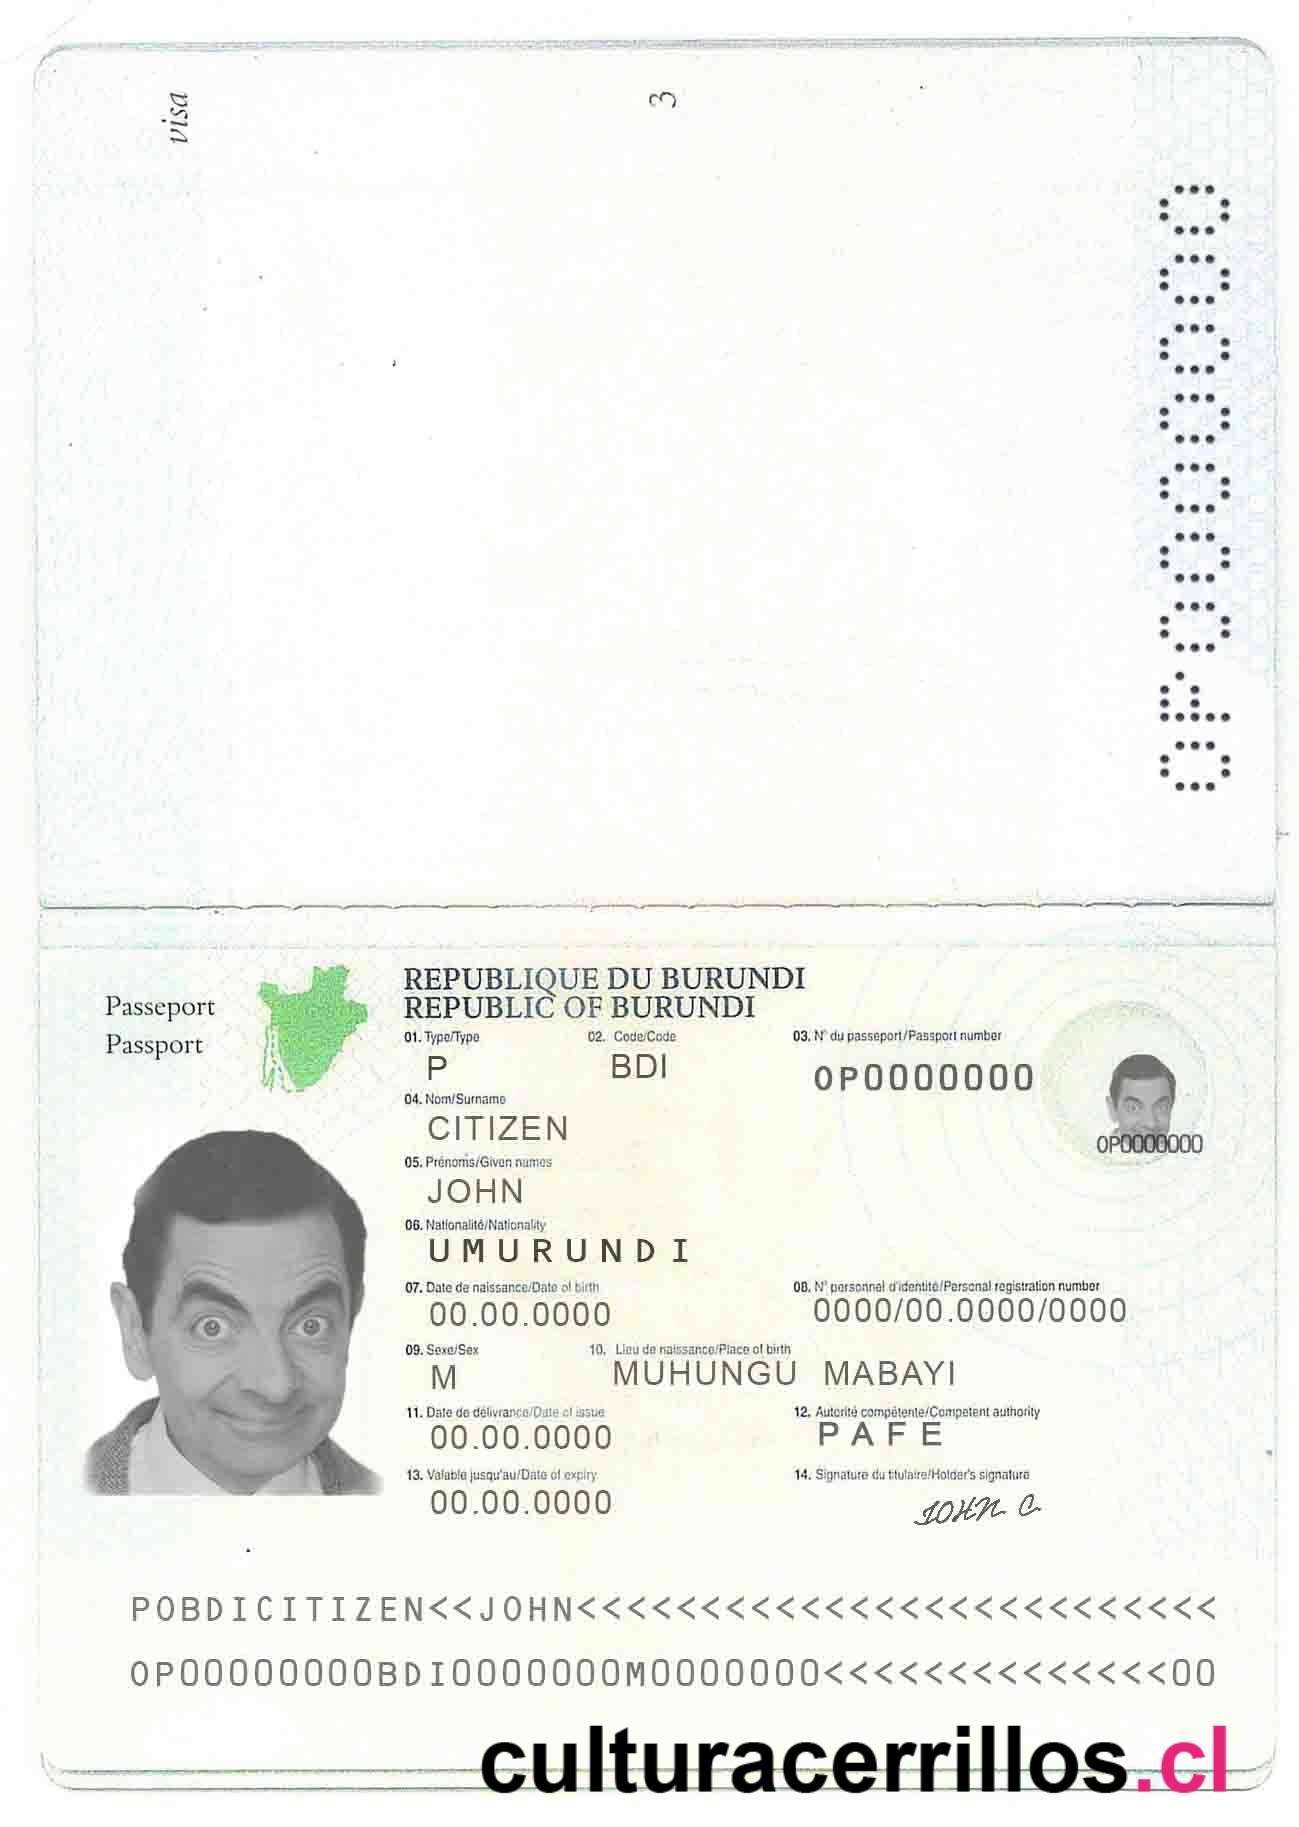 visa
3
OP0000000
Passeport
Passport
REPUBLIQUE DU BURUNDI
REPUBLIC OF BURUNDI
01. Type/Type
02. Code/Code
03. N° du passeport/Passport number
P
BDI
OP0000000
04. Nom/Surname
CITIZEN
OP0000000
05. Prénoms/Given names
JOHN
06. Nationalité/Nationality
UMURUNDI
07. Date de naissance/Date of birth
08. N° personnel d'identité/Personal registration number
00.00.0000
0000/00.0000/0000
09. Sexe/Sex
10. Lieu de naissance/Place of birth
M
MUHUNGU MABAYI
11. Date de délivrance/Date of issue
12. Autorité compétente/Competent authority
00.00.0000
PAFE
13. Valable jusqu'au/Date of expiry
14. Signature du titulaire/Holder's signature
00.00.0000
JOHN C
POBDICITIZEN<<JOHN<<<<<<<<<<<<<<<<<<<<<<<<<<
OP00000000BDI0000000M0000000<<<<<<<<<<<<<<00
culturacerrillos.cl